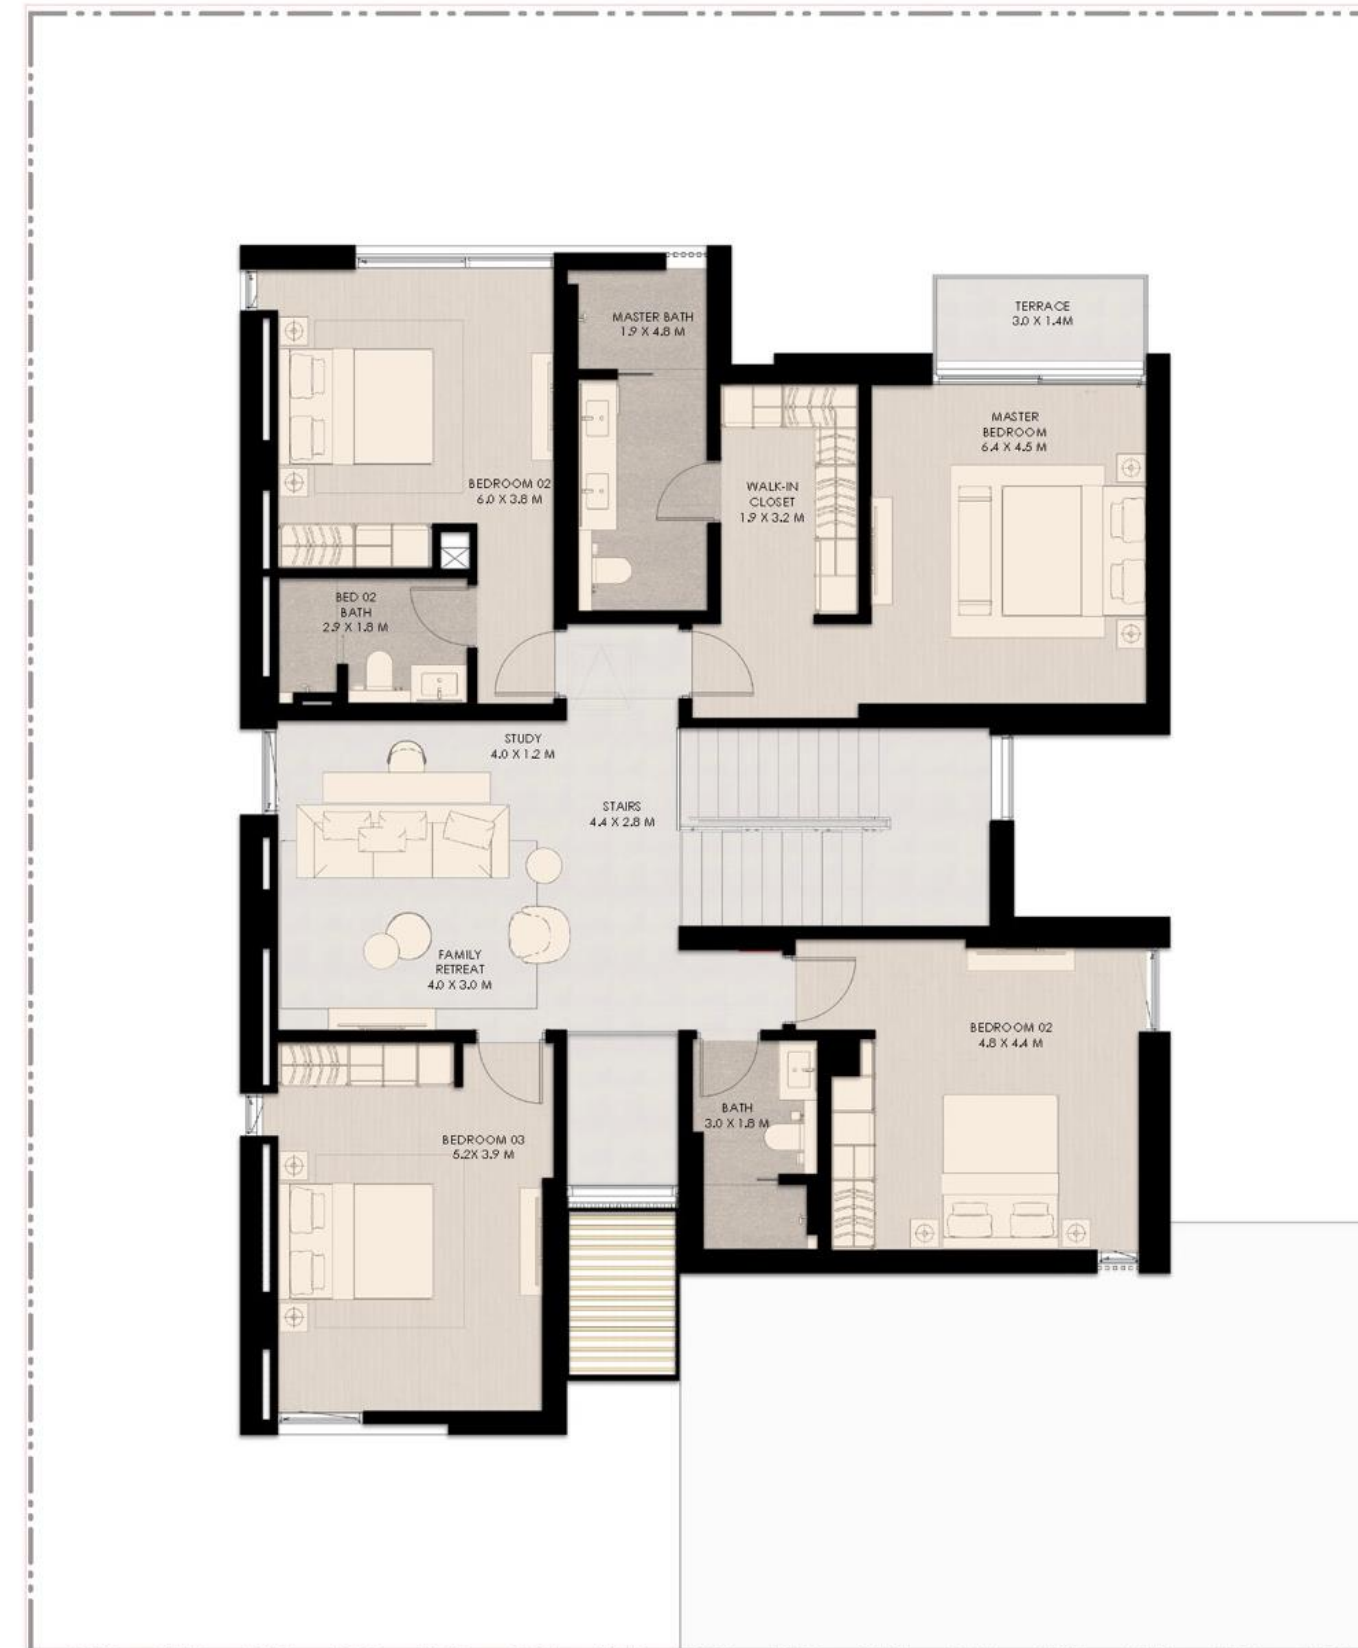 TERRACE
3.0 X 1.4M
MASTER BATH
1.9 X 4.8 M
MASTER
BEDROOM
6.4 X 4.5 M
BEDROOM 02
6.0 X 3.8 M
WALK-IN
CLOSET
1.9 X 3.2 M
BED 02
BATH
2.9 X 1.8 M
STUDY
4.0 X 1.2 M
STAIRS
4.4 X 2.8 M
FAMILY
RETREAT
4.0 X 3.0 M
BEDROOM 02
4.8 X 4.4 M
BATH
3.0 X 1.8 M
BEDROOM 03
5.2X 3.9 M